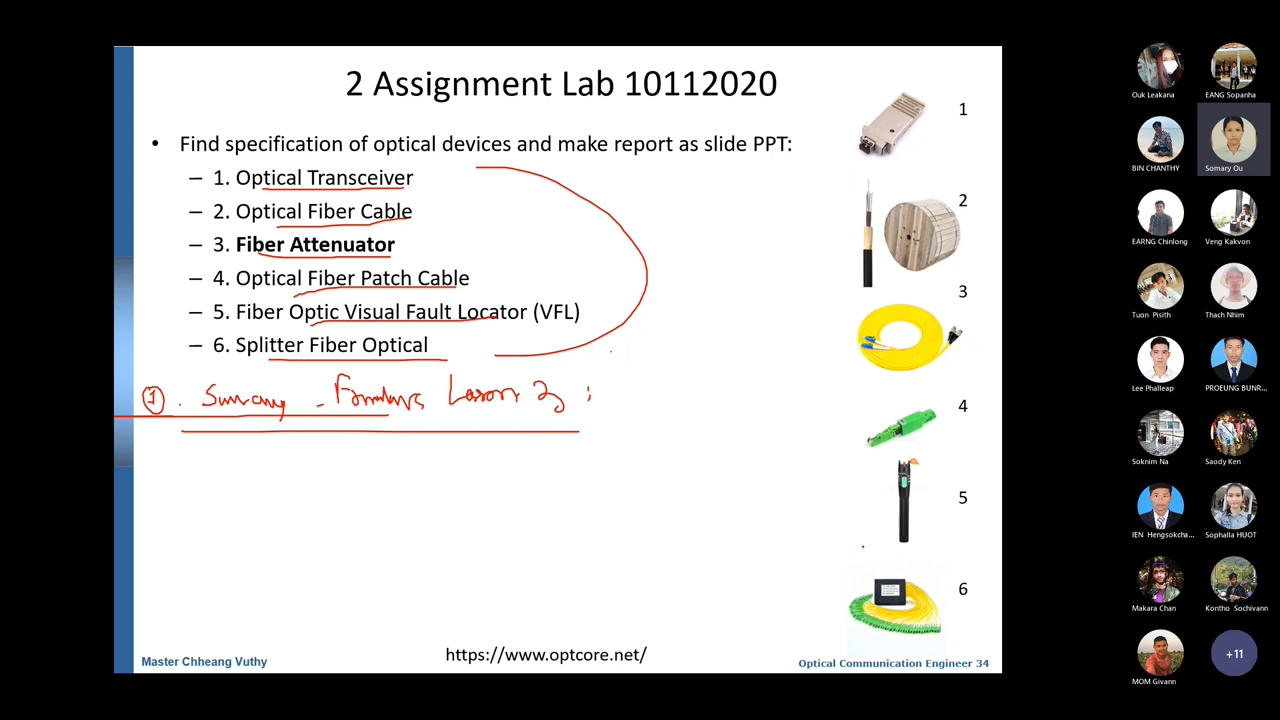 2 Assignment Lab 10112020
• Find specification of optical devices and make report as slide PPT:
– 1. Optical Transceiver
– 2. Optical Fiber Cable
– 3. Fiber Attenuator
– 4. Optical Fiber Patch Cable
– 5. Fiber Optic Visual Fault Locator (VFL)
– 6. Splitter Fiber Optical
1
2
3
4
5
6
https://www.optcore.net/
Master Chheang Vuthy
Optical Communication Engineer 34
Ouk Leakana
EANG Sopanha
BIN CHANTHY
Somary Ou
EARNG Chinlong
Veng Kakvon
Tuon Pisith
Thach Nhim
Lee Phalleap
PROEUNG BUNR...
Soknim Na
Saody Ken
IEN Hengsokcha...
Sophalla HUOT
Makara Chan
Kontho Sochivann
MOM Givann
+11